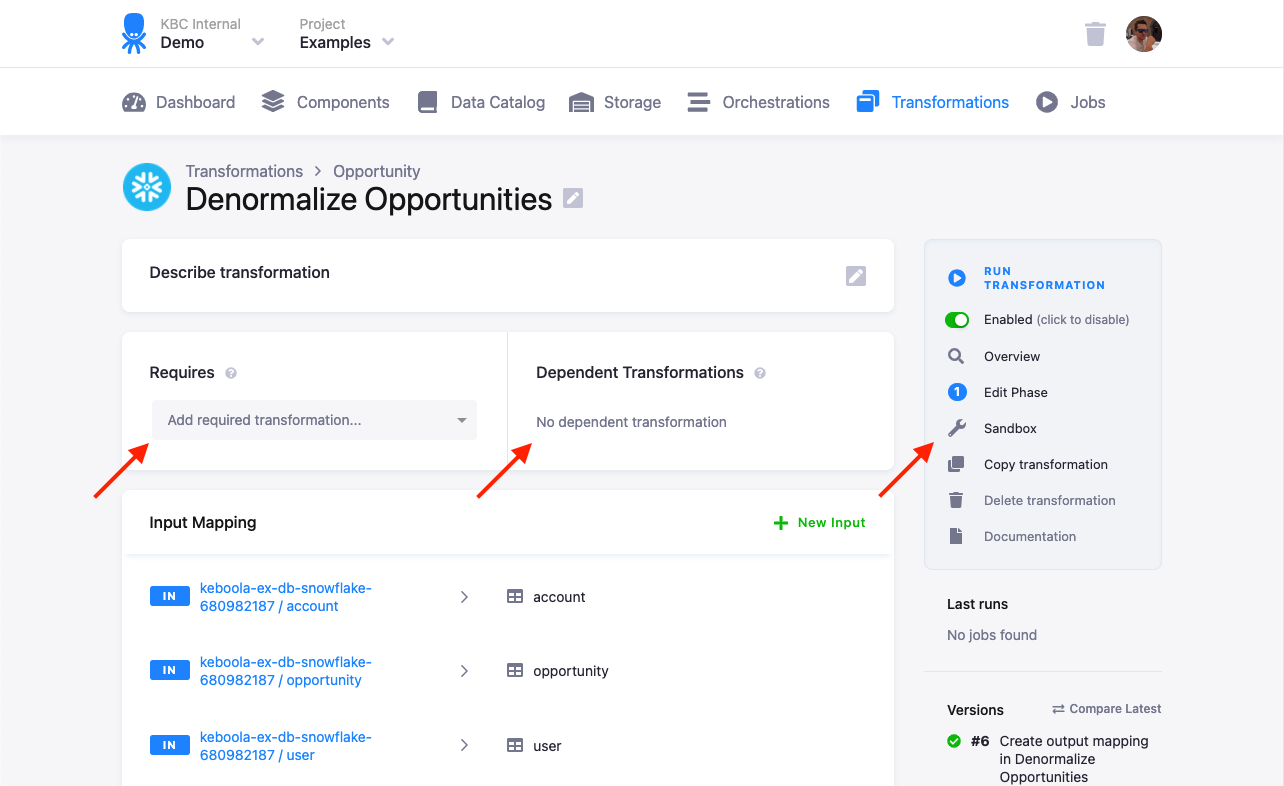 KBC Internal
Demo
Project
Examples
Dashboard
Components
Data Catalog
Storage
Orchestrations
Transformations
Jobs
Transformations > Opportunity
Denormalize Opportunities
Describe transformation
Requires ?
Add required transformation...
Dependent Transformations ?
No dependent transformation
Input Mapping
New Input
IN
keboola-ex-db-snowflake-
680982187 / account
account
IN
keboola-ex-db-snowflake-
680982187 / opportunity
opportunity
IN
keboola-ex-db-snowflake-
680982187 / user
user
RUN
TRANSFORMATION
Enabled (click to disable)
Overview
1 Edit Phase
Sandbox
Copy transformation
Delete transformation
Documentation
Last runs
No jobs found
Versions
Compare Latest
#6 Create output mapping
in Denormalize
Opportunities